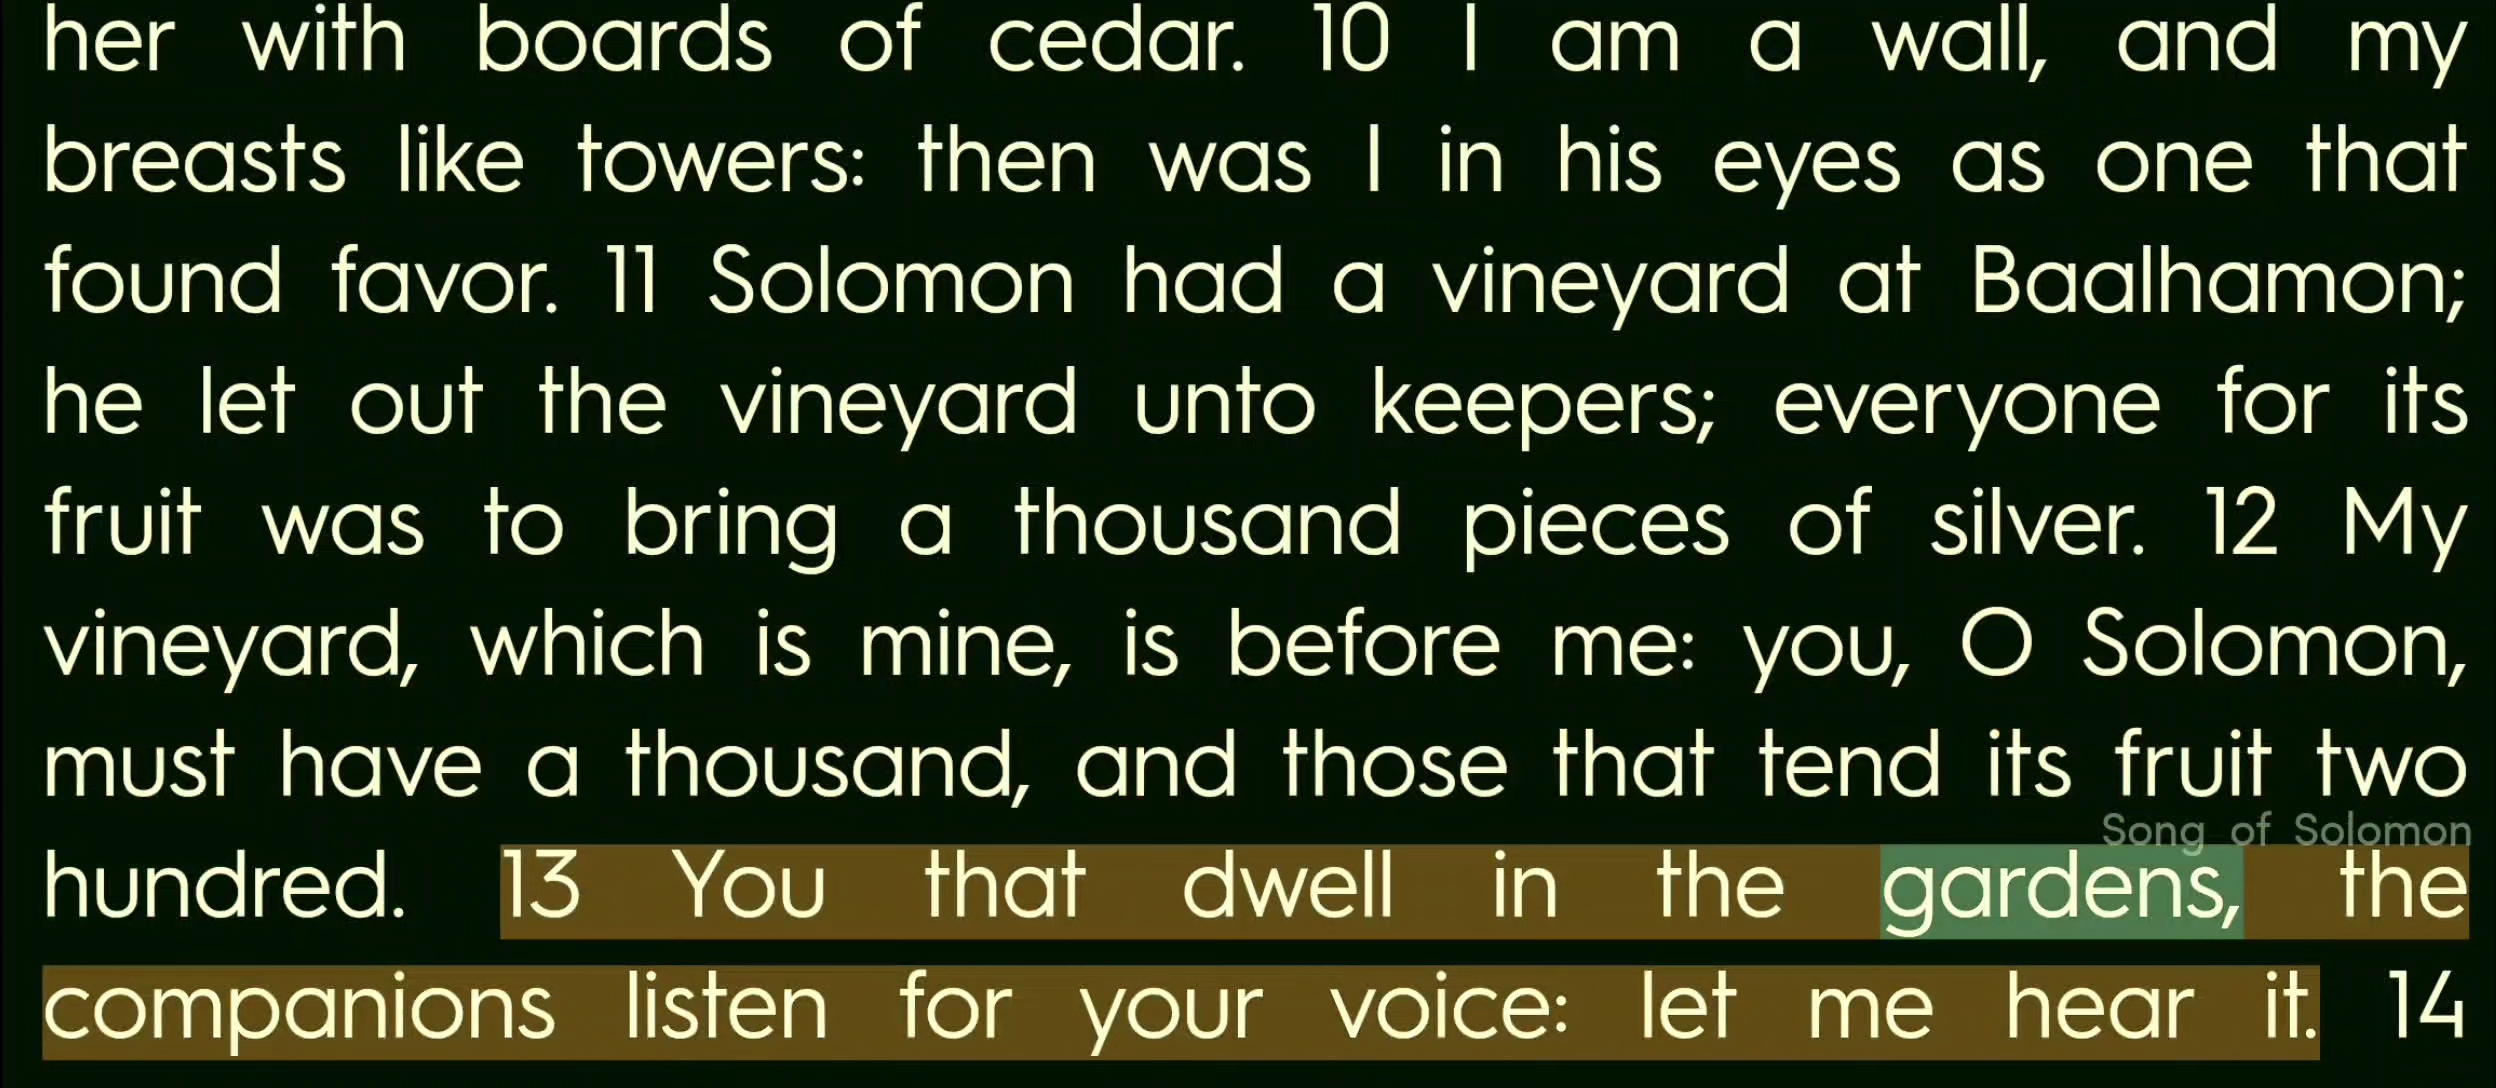 her with boards of cedar. 10 I am a wall, and my
breasts like towers: then was I in his eyes as one that
found favor. 11 Solomon had a vineyard at Baalhamon;
he let out the vineyard unto keepers; everyone for its
fruit was to bring a thousand pieces of silver. 12 My
vineyard, which is mine, is before me: you, O Solomon,
must have a thousand, and those that tend its fruit two
Song of Solomon
hundred. 13 You that dwell in the gardens, the
companions listen for your voice: let me hear it. 14